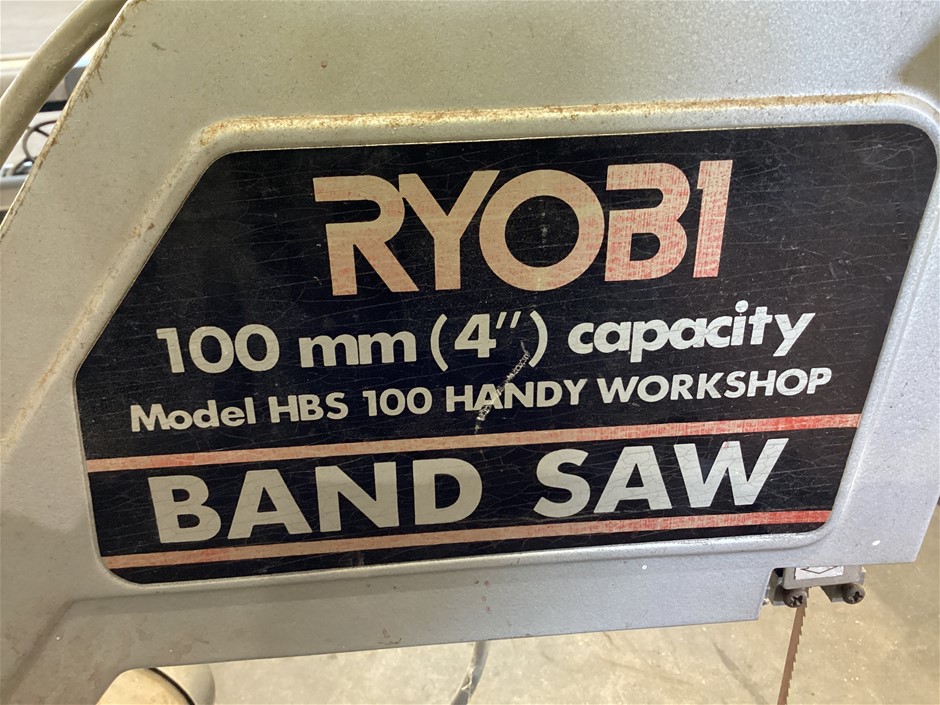 RYOBI
100 mm (4") capacity
Model HBS 100 HANDY WORKSHOP
BAND SAW